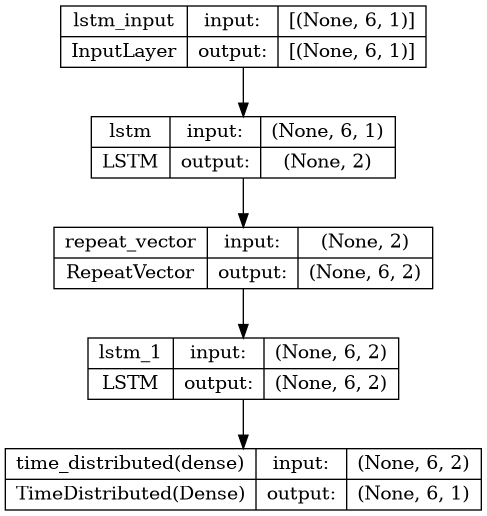 lstm_input input: [(None, 6, 1)]
InputLayer output: [(None, 6, 1)]
lstm input: (None, 6, 1)
LSTM output: (None, 2)
repeat_vector input: (None, 2)
RepeatVector output: (None, 6, 2)
lstm_1 input: (None, 6, 2)
LSTM output: (None, 6, 2)
time_distributed(dense) input: (None, 6, 2)
TimeDistributed(Dense) output: (None, 6, 1)